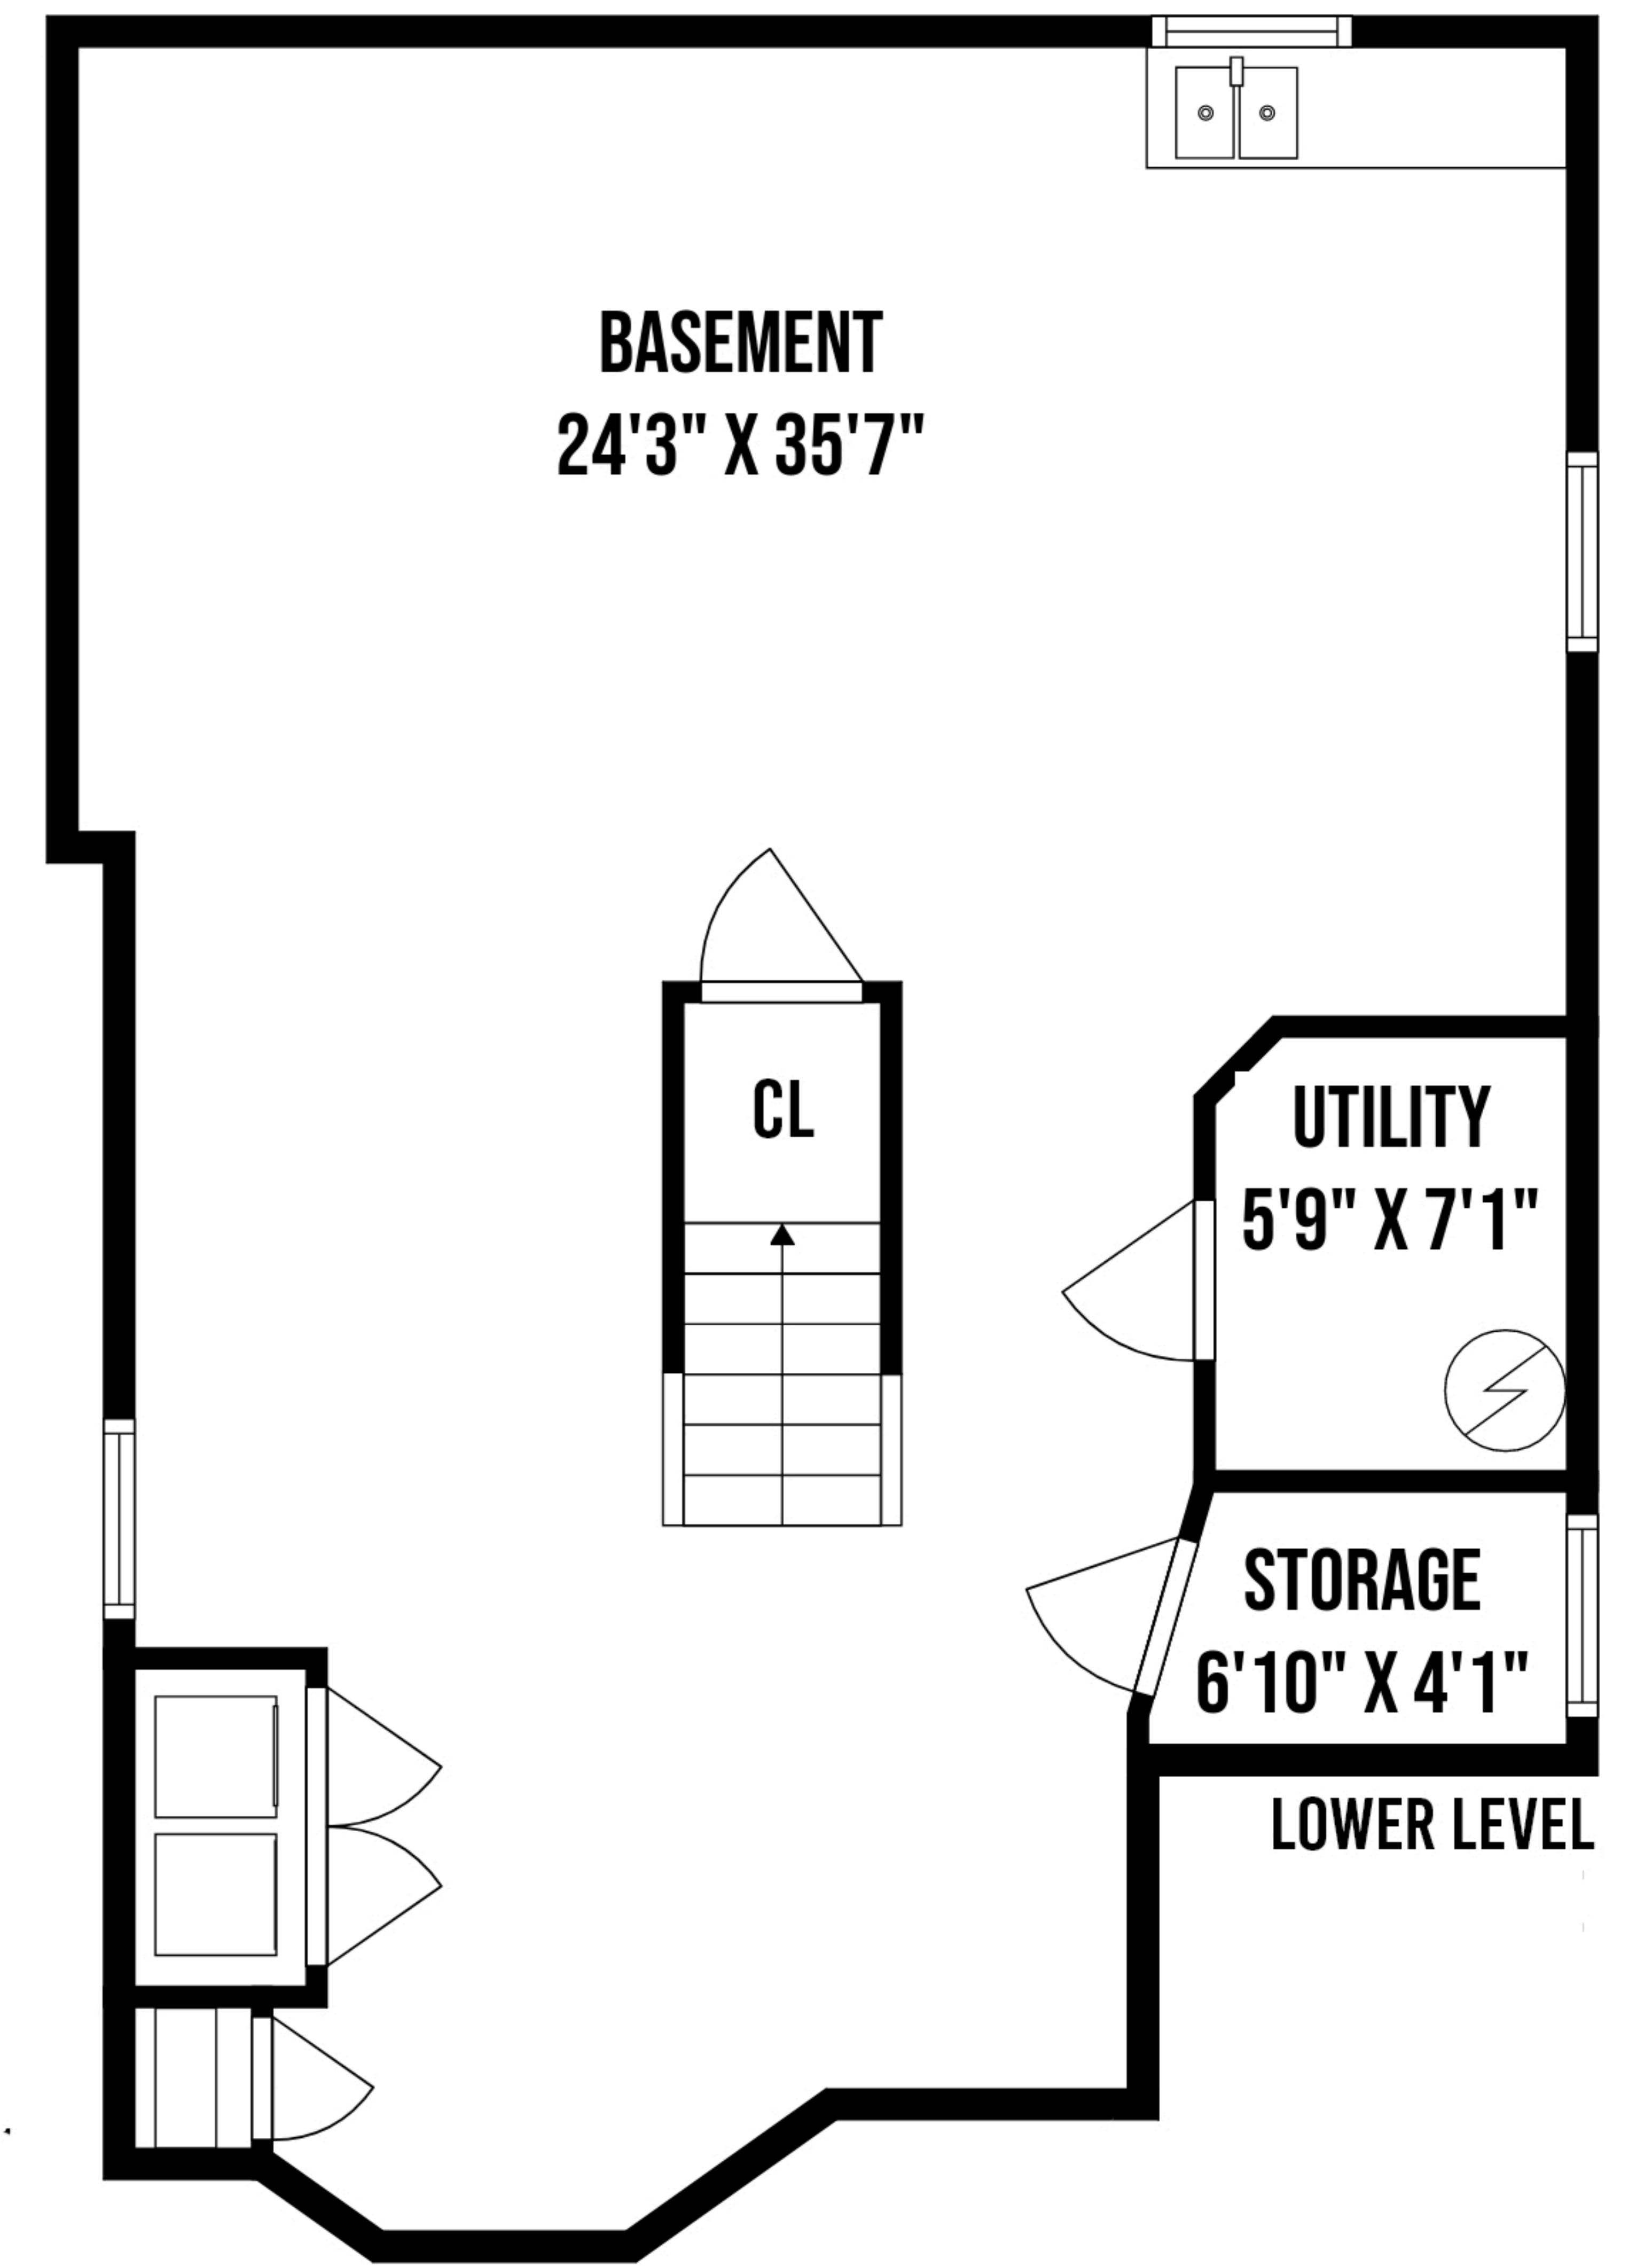 BASEMENT
24'3" X 35'7"
CL
UTILITY
5'9" X 7'1"
STORAGE
6'10" X 4'1"
LOWER LEVEL